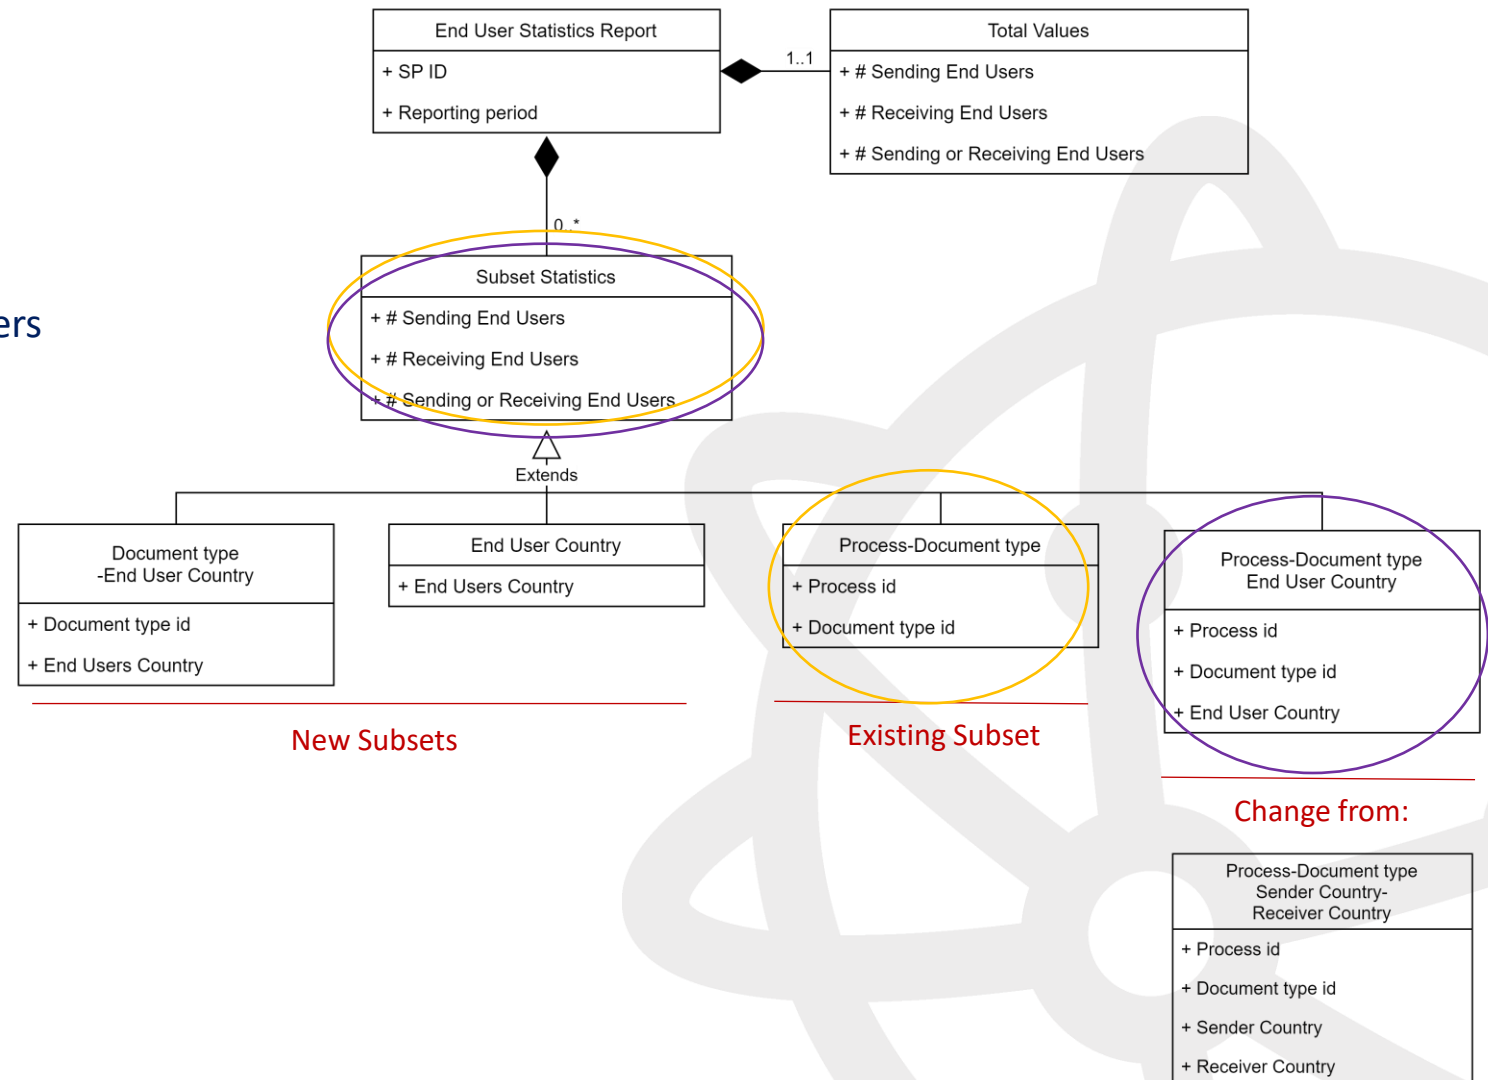 End User Statistics Report
+ SP ID
+ Reporting period
1..1
Total Values
+ # Sending End Users
+ # Receiving End Users
+ # Sending or Receiving End Users
0..*
ers
Subset Statistics
+ # Sending End Users
+ # Receiving End Users
+ # Sending or Receiving End Users
Extends
Document type
-End User Country
+ Document type id
+ End Users Country
End User Country
+ End Users Country
Process-Document type
+ Process id
+ Document type id
Process-Document type
End User Country
+ Process id
+ Document type id
+ End User Country
New Subsets
Existing Subset
Change from:
Process-Document type
Sender Country-
Receiver Country
+ Process id
+ Document type id
+ Sender Country
+ Receiver Country